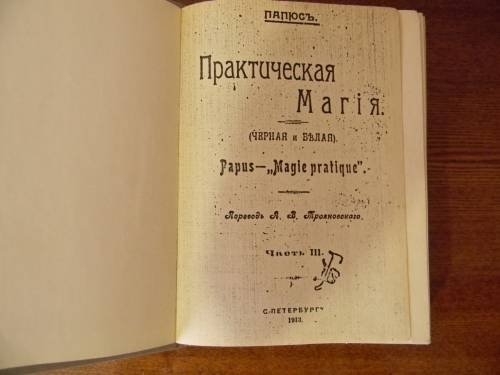 ПАПЮСЪ.
Практическая
Магія.
(ЧЕРНАЯ и БѢЛАЯ).
Papus—„Magie pratique".
Переводъ А. В. Трояновскаго.
Часть III.
С.-ПЕТЕРБУРГЪ
1913.